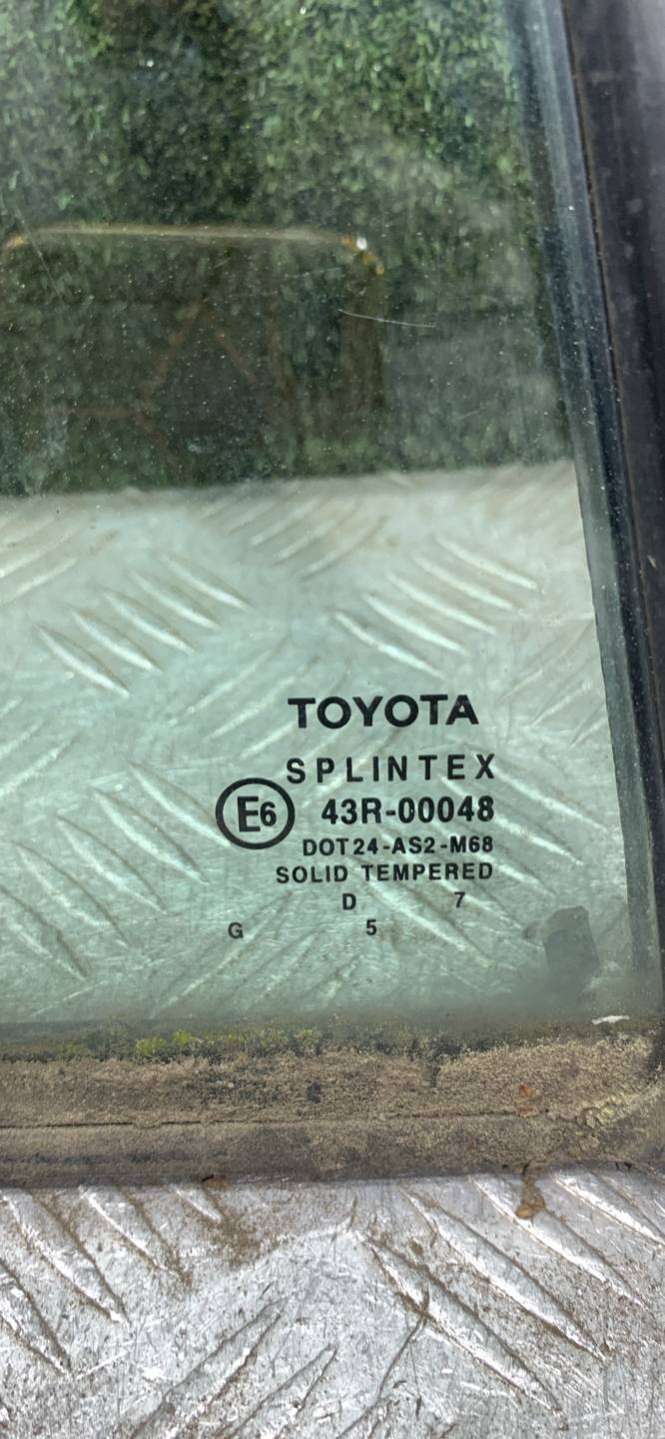 TOYOTA
SPLINTEX
E6 43R-00048
DOT24-AS2-M68
SOLID TEMPERED
D 7
G 5